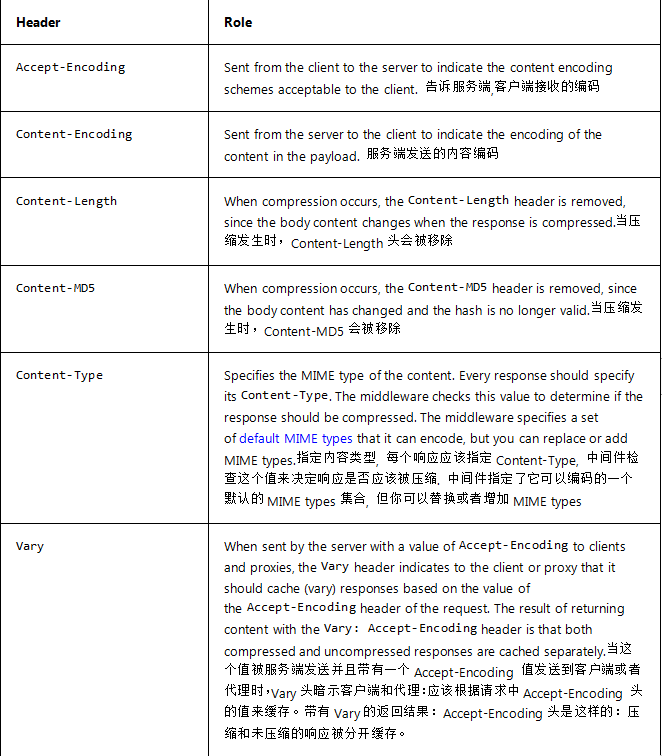 Header Role
Accept-Encoding
Sent from the client to the server to indicate the content encoding
schemes acceptable to the client. 告诉服务端,客户端接收的编码
Content-Encoding
Sent from the server to the client to indicate the encoding of the
content in the payload. 服务端发送的内容编码
Content-Length
When compression occurs, the Content-Length header is removed,
since the body content changes when the response is compressed.当压
缩发生时，Content-Length 头会被移除
Content-MD5
When compression occurs, the Content-MD5 header is removed, since
the body content has changed and the hash is no longer valid.当压缩发
生时，Content-MD5 会被移除
Content-Type
Specifies the MIME type of the content. Every response should specify
its Content-Type. The middleware checks this value to determine if the
response should be compressed. The middleware specifies a set
of default MIME types that it can encode, but you can replace or add
MIME types.指定内容类型, 每个响应应该指定 Content-Type, 中间件检
查这个值来决定响应是否应该被压缩. 中间件指定了它可以编码的一个
默认的 MIME types 集合, 但你可以替换或者增加 MIME types
Vary
When sent by the server with a value of Accept-Encoding to clients
and proxies, the Vary header indicates to the client or proxy that it
should cache (vary) responses based on the value of
the Accept-Encoding header of the request. The result of returning
content with the Vary: Accept-Encoding header is that both
compressed and uncompressed responses are cached separately.当这
个值被服务端发送并且带有一个 Accept-Encoding 值发送到客户端或者
代理时,Vary 头暗示客户端和代理:应该根据请求中 Accept-Encoding 头
的值来缓存。带有 Vary 的返回结果：Accept-Encoding 头是这样的：压
缩和未压缩的响应被分开缓存。